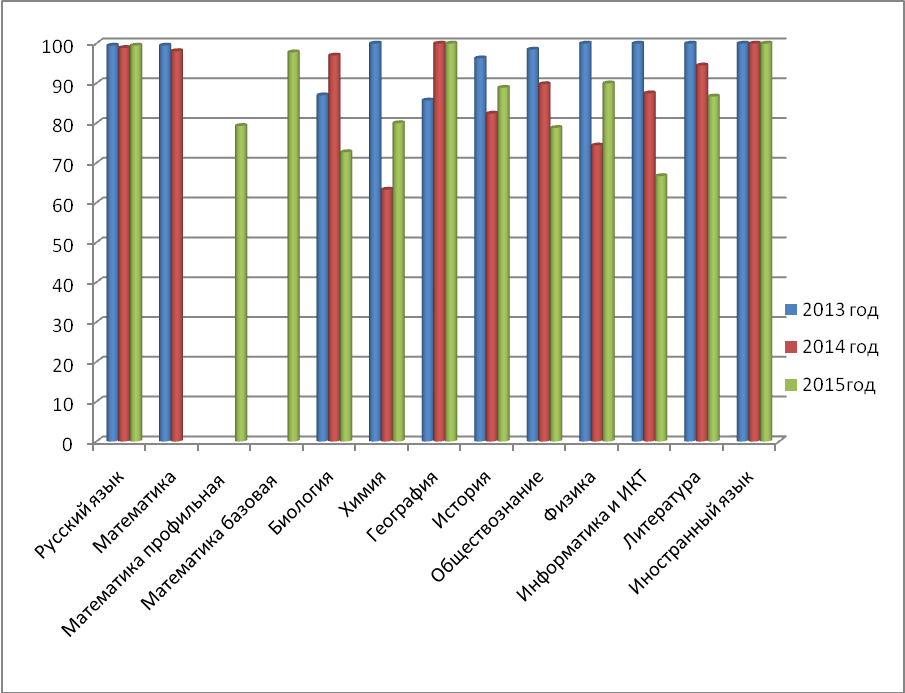 100
90
80
70
60
50
40
30
20
10
0
2013 год
2014 год
2015год
Русский язык
Математика
Математика профильная
Математика базовая
Биология
Химия
География
История
Обществознание
Физика
Информатика и ИКТ
Литература
Иностранный язык